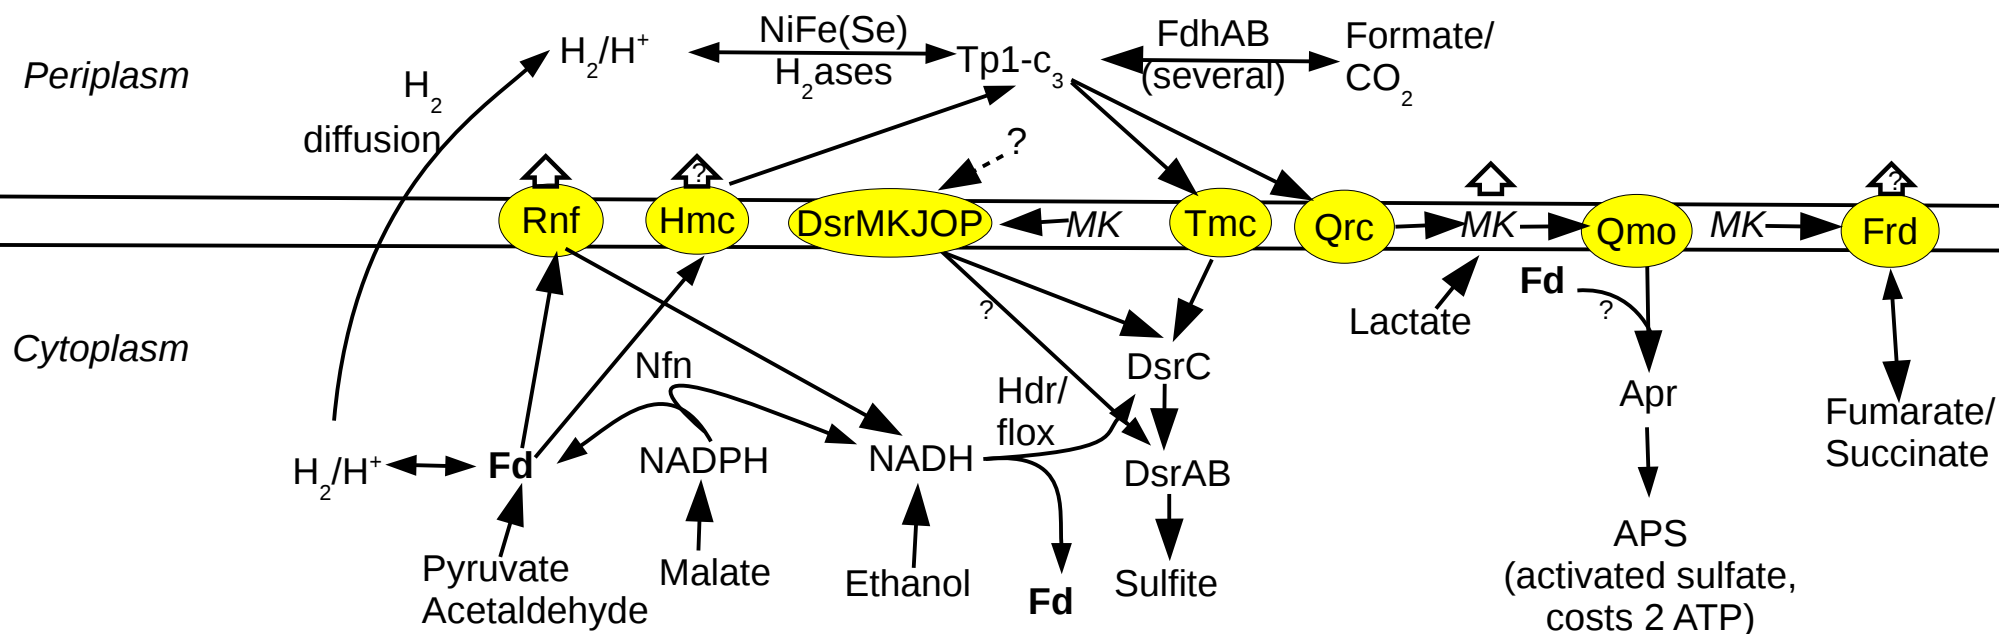 Periplasm
H2
diffusion
H2/H+
NiFe(Se)
H2ases
Tp1-c3
FdhAB
(several)
Formate/
CO2
?
?
?
Rnf
Hmc
DsrMKJOP
MK
Tmc
Qrc
MK
Qmo
MK
Frd
Cytoplasm
Fd
?
?
Lactate
Nfn
DsrC
Hdr/
flox
Apr
Fumarate/
Succinate
H2/H+
Fd
NADPH
NADH
DsrAB
Pyruvate
Acetaldehyde
Malate
Ethanol
Fd
Sulfite
APS
(activated sulfate,
costs 2 ATP)